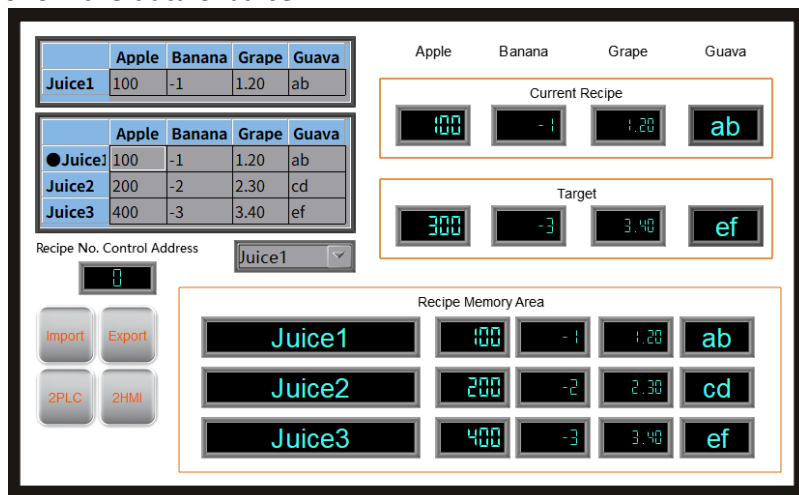 Apple Banana Grape Guava
Juice1 100 -1 1.20 ab
Apple Banana Grape Guava
●Juice1 100 -1 1.20 ab
Juice2 200 -2 2.30 cd
Juice3 400 -3 3.40 ef
Recipe No. Control Address
0
Juice1
Import Export
2PLC 2HMI
Apple Banana Grape Guava
Current Recipe
100 -1 1.20 ab
Target
300 -3 3.40 ef
Recipe Memory Area
Juice1 100 -1 1.20 ab
Juice2 200 -2 2.30 cd
Juice3 400 -3 3.40 ef